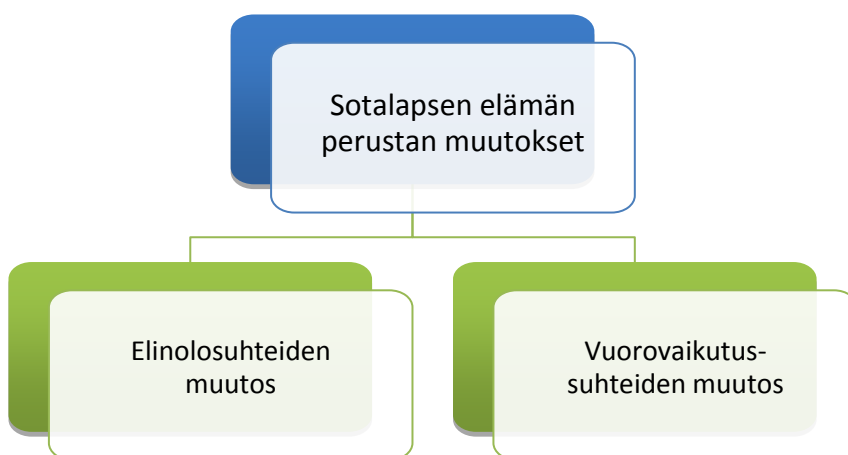 Sotalapsen elämän
perustan muutokset
Elinolosuhteiden
muutos
Vuorovaikutus-
suhteiden muutos